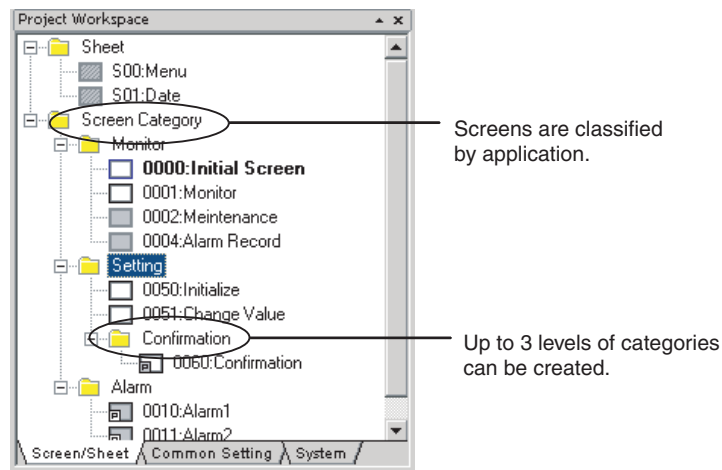 Project Workspace
Sheet
S00:Menu
S01:Date
Screen Category
Monitor
0000:Initial Screen
0001:Monitor
0002:Meintenance
0004:Alarm Record
Setting
0050:Initialize
0051:Change Value
Confirmation
0060:Confirmation
Alarm
0010:Alarm1
0011:Alarm2
Screen/Sheet Common Setting System
Screens are classified
by application.
Up to 3 levels of categories
can be created.